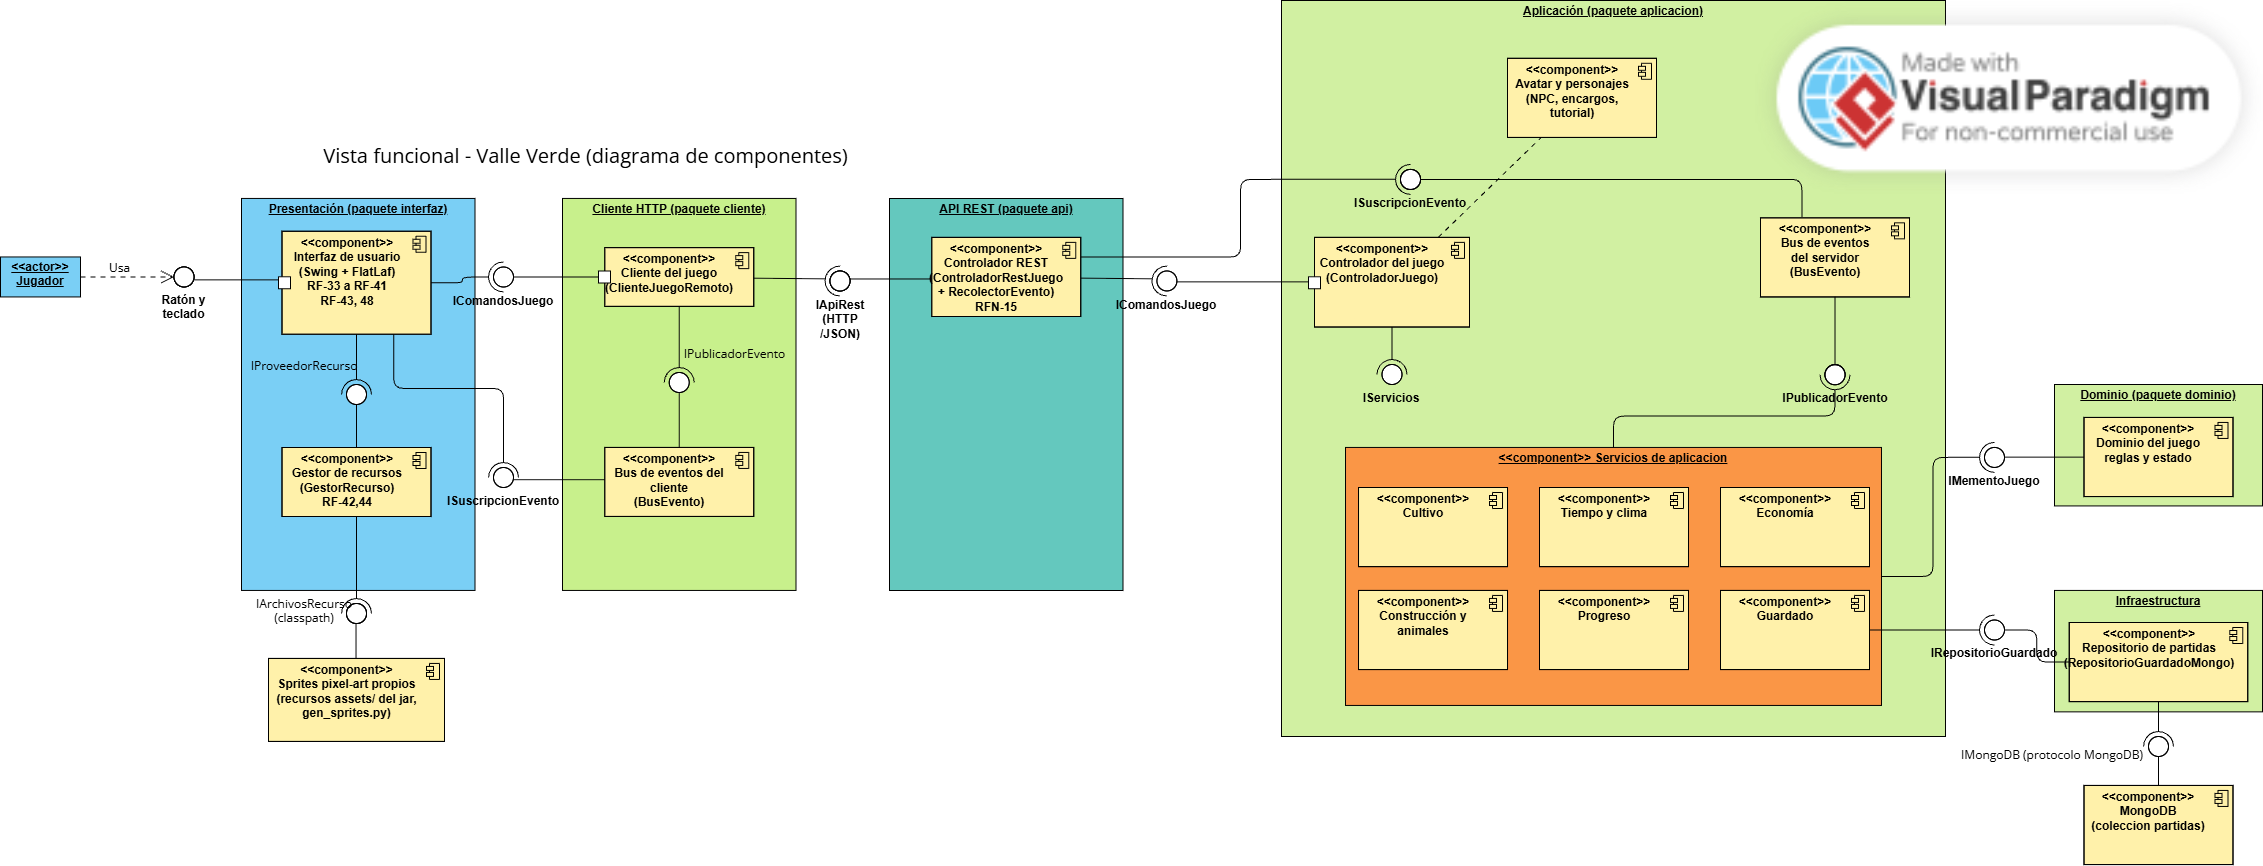 Aplicación (paquete aplicacion)
Made with
Visual Paradigm
For non-commercial use
<<component>>
Avatar y personajes
(NPC, encargos,
tutorial)
Vista funcional - Valle Verde (diagrama de componentes)
<<actor>>
Jugador
Usa
Ratón y
teclado
Presentación (paquete interfaz)
<<component>>
Interfaz de usuario
(Swing + FlatLaf)
RF-33 a RF-41
RF-43, 48
IComandosJuego
IProveedorRecurso
<<component>>
Gestor de recursos
(GestorRecurso)
RF-42,44
ISuscripcionEvento
IArchivosRecurso
(classpath)
<<component>>
Sprites pixel-art propios
(recursos assets/ del jar,
gen_sprites.py)
Cliente HTTP (paquete cliente)
<<component>>
Cliente del juego
(ClienteJuegoRemoto)
IPublicadorEvento
<<component>>
Bus de eventos del
cliente
(BusEvento)
IApiRest
(HTTP
/JSON)
API REST (paquete api)
<<component>>
Controlador REST
(ControladorRestJuego
+ RecolectorEvento)
RFN-15
IComandosJuego
ISuscripcionEvento
<<component>>
Controlador del juego
(ControladorJuego)
IServicios
<<component>>
Bus de eventos
del servidor
(BusEvento)
IPublicadorEvento
<<component>> Servicios de aplicacion
<<component>>
Cultivo
<<component>>
Tiempo y clima
<<component>>
Economía
<<component>>
Construcción y
animales
<<component>>
Progreso
<<component>>
Guardado
IMementoJuego
Dominio (paquete dominio)
<<component>>
Dominio del juego
reglas y estado
IRepositorioGuardado
Infraestructura
<<component>>
Repositorio de partidas
(RepositorioGuardadoMongo)
IMongoDB (protocolo MongoDB)
<<component>>
MongoDB
(coleccion partidas)